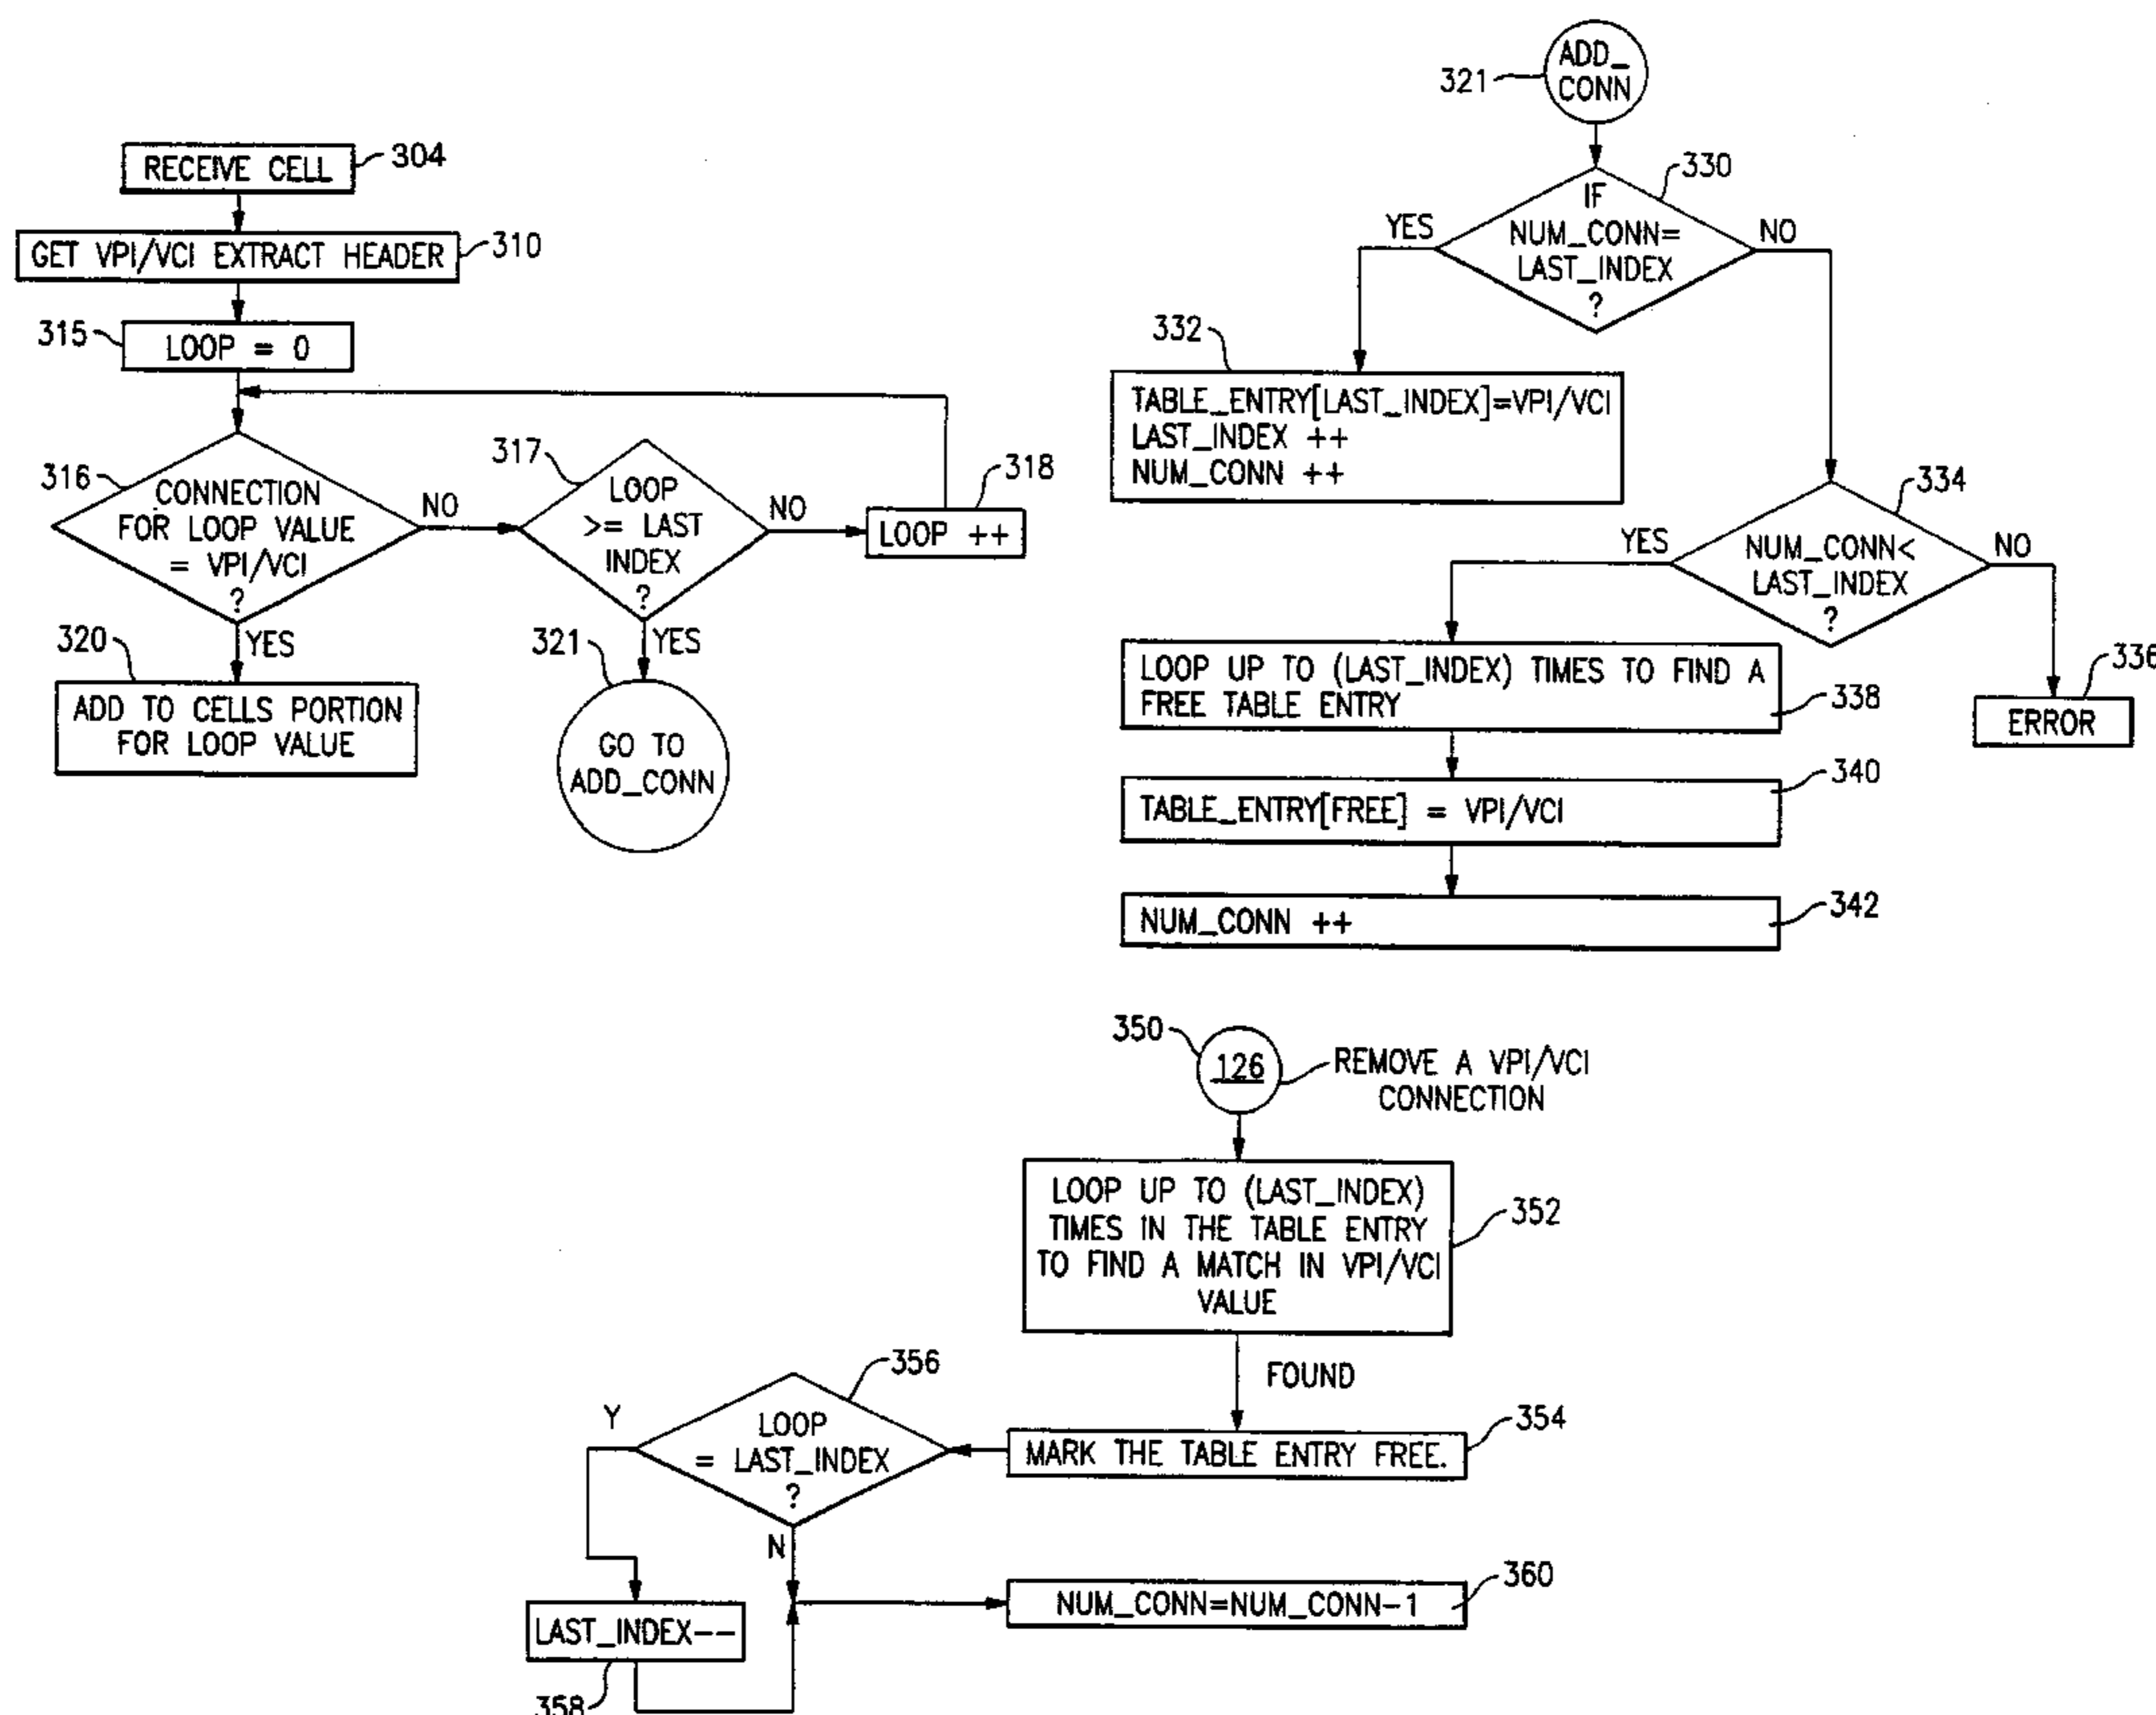 RECEIVE CELL
304
GET VPI/VCI EXTRACT HEADER
310
315
LOOP = 0
316
CONNECTION
FOR LOOP VALUE
= VPI/VCI
?
NO
YES
317
LOOP
>= LAST
INDEX
?
NO
YES
318
LOOP ++
320
ADD TO CELLS PORTION
FOR LOOP VALUE
321
GO TO
ADD_CONN
321
ADD_
CONN
330
IF
NUM_CONN=
LAST_INDEX
?
YES
NO
332
TABLE_ENTRY[LAST_INDEX]=VPI/VCI
LAST_INDEX ++
NUM_CONN ++
334
NUM_CONN<
LAST_INDEX
?
YES
NO
336
ERROR
LOOP UP TO (LAST_INDEX) TIMES TO FIND A
FREE TABLE ENTRY
338
340
TABLE_ENTRY[FREE] = VPI/VCI
NUM_CONN ++
342
350
126
REMOVE A VPI/VCI
CONNECTION
LOOP UP TO (LAST_INDEX)
TIMES IN THE TABLE ENTRY
TO FIND A MATCH IN VPI/VCI
VALUE
352
FOUND
354
MARK THE TABLE ENTRY FREE.
356
LOOP
= LAST_INDEX
?
Y
N
LAST_INDEX--
358
360
NUM_CONN=NUM_CONN-1